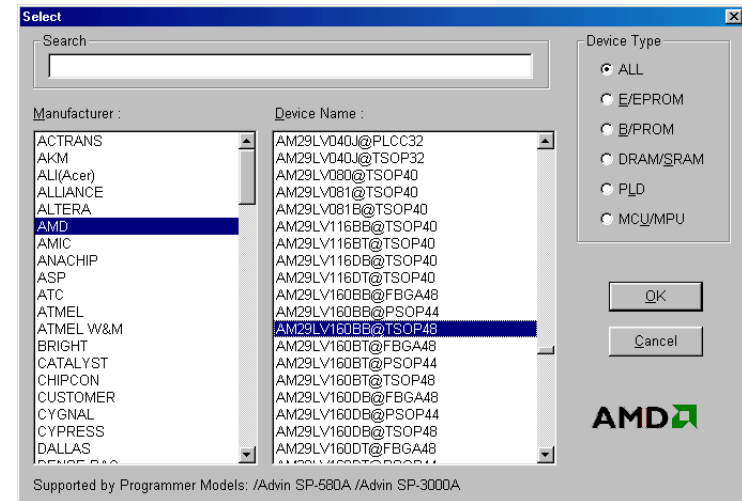 Select
Search
Manufacturer :
ACTRANS
AKM
ALI(Acer)
ALLIANCE
ALTERA
AMD
AMIC
ANACHIP
ASP
ATC
ATMEL
ATMEL W&M
BRIGHT
CATALYST
CHIPCON
CUSTOMER
CYGNAL
CYPRESS
DALLAS
Device Name :
AM29LV040J@PLCC32
AM29LV040J@TSOP32
AM29LV080@TSOP40
AM29LV081@TSOP40
AM29LV081B@TSOP40
AM29LV116BB@TSOP40
AM29LV116BT@TSOP40
AM29LV116DB@TSOP40
AM29LV116DT@TSOP40
AM29LV160BB@FBGA48
AM29LV160BB@PSOP44
AM29LV160BB@TSOP48
AM29LV160BT@FBGA48
AM29LV160BT@PSOP44
AM29LV160BT@TSOP48
AM29LV160DB@FBGA48
AM29LV160DB@PSOP44
AM29LV160DB@TSOP48
AM29LV160DT@FBGA48
Device Type
ALL
E/EPROM
B/PROM
DRAM/SRAM
PLD
MCU/MPU
OK
Cancel
AMD
Supported by Programmer Models: /Advin SP-580A /Advin SP-3000A